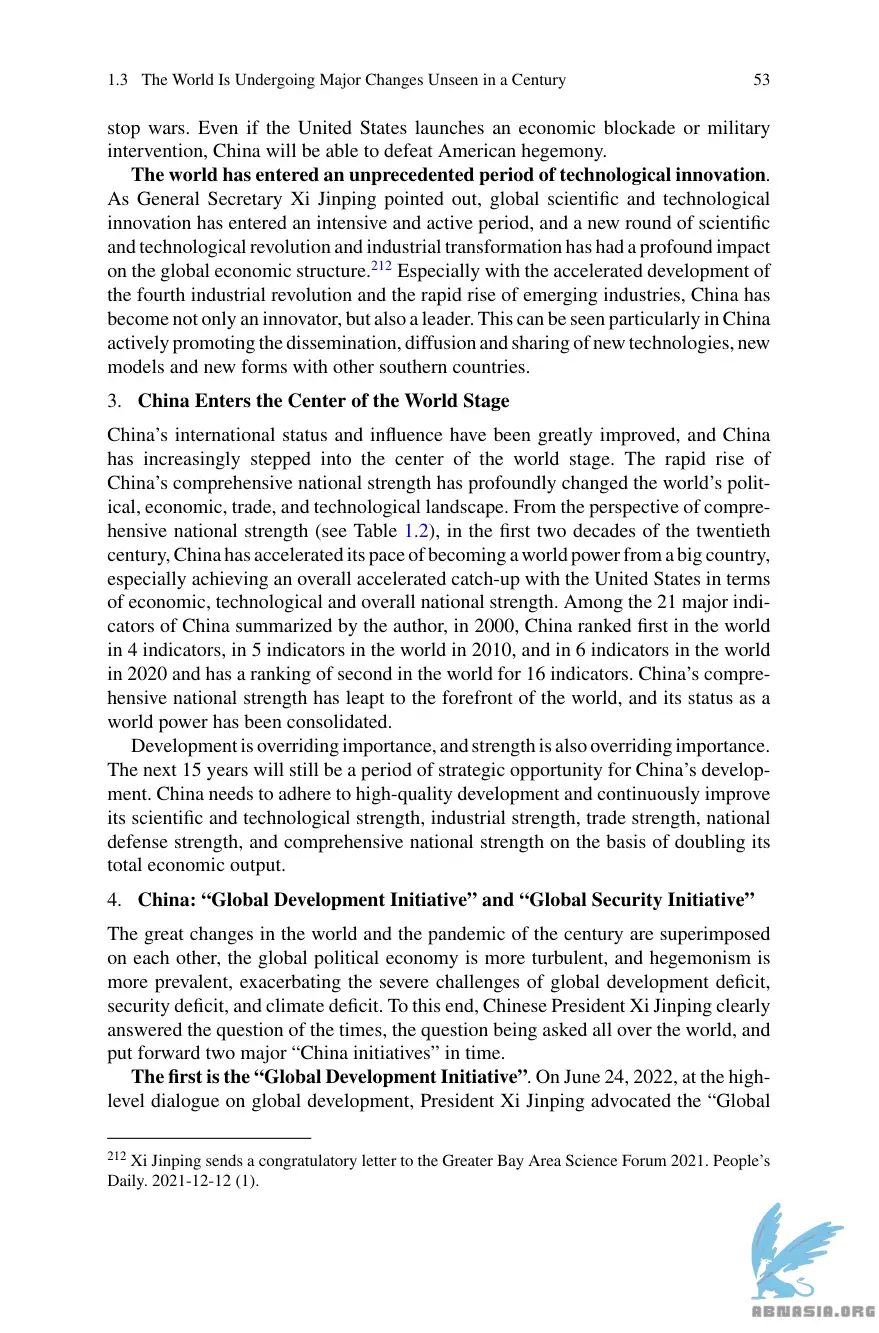 1.3 The World Is Undergoing Major Changes Unseen in a Century 53
stop wars. Even if the United States launches an economic blockade or military
intervention, China will be able to defeat American hegemony.
The world has entered an unprecedented period of technological innovation.
As General Secretary Xi Jinping pointed out, global scientific and technological
innovation has entered an intensive and active period, and a new round of scientific
and technological revolution and industrial transformation has had a profound impact
on the global economic structure.212 Especially with the accelerated development of
the fourth industrial revolution and the rapid rise of emerging industries, China has
become not only an innovator, but also a leader. This can be seen particularly in China
actively promoting the dissemination, diffusion and sharing of new technologies, new
models and new forms with other southern countries.
3. China Enters the Center of the World Stage
China's international status and influence have been greatly improved, and China
has increasingly stepped into the center of the world stage. The rapid rise of
China's comprehensive national strength has profoundly changed the world's polit-
ical, economic, trade, and technological landscape. From the perspective of compre-
hensive national strength (see Table 1.2), in the first two decades of the twentieth
century, China has accelerated its pace of becoming a world power from a big country,
especially achieving an overall accelerated catch-up with the United States in terms
of economic, technological and overall national strength. Among the 21 major indi-
cators of China summarized by the author, in 2000, China ranked first in the world
in 4 indicators, in 5 indicators in the world in 2010, and in 6 indicators in the world
in 2020 and has a ranking of second in the world for 16 indicators. China's compre-
hensive national strength has leapt to the forefront of the world, and its status as a
world power has been consolidated.
Development is overriding importance, and strength is also overriding importance.
The next 15 years will still be a period of strategic opportunity for China's develop-
ment. China needs to adhere to high-quality development and continuously improve
its scientific and technological strength, industrial strength, trade strength, national
defense strength, and comprehensive national strength on the basis of doubling its
total economic output.
4. China: “Global Development Initiative” and “Global Security Initiative”
The great changes in the world and the pandemic of the century are superimposed
on each other, the global political economy is more turbulent, and hegemonism is
more prevalent, exacerbating the severe challenges of global development deficit,
security deficit, and climate deficit. To this end, Chinese President Xi Jinping clearly
answered the question of the times, the question being asked all over the world, and
put forward two major “China initiatives” in time.
The first is the “Global Development Initiative”. On June 24, 2022, at the high-
level dialogue on global development, President Xi Jinping advocated the “Global
212 Xi Jinping sends a congratulatory letter to the Greater Bay Area Science Forum 2021. People's
Daily. 2021-12-12 (1).
ABNASIA.ORG